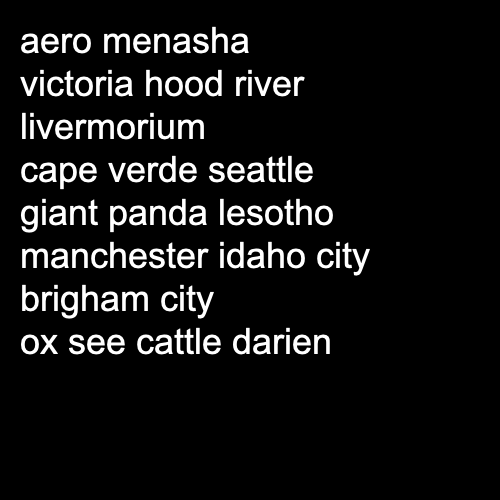 aero menasha
victoria hood river
livermorium
cape verde seattle
giant panda lesotho
manchester idaho city
brigham city
ox see cattle darien